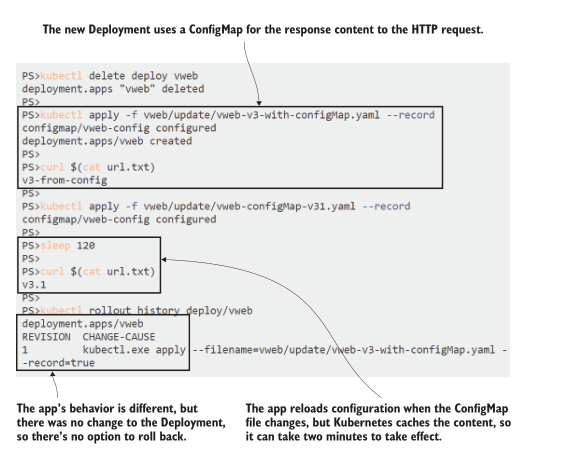 The new Deployment uses a ConfigMap for the response content to the HTTP request.
PS>kubectl delete deploy vweb
deployment.apps "vweb" deleted
PS>
PS>kubectl apply -f vweb/update/vweb-v3-with-configMap.yaml --record
configmap/vweb-config configured
deployment.apps/vweb created
PS>
PS>curl $(cat url.txt)
v3-from-config
PS>
PS>kubectl apply -f vweb/update/vweb-configMap-v31.yaml --record
configmap/vweb-config configured
PS>
PS>sleep 120
PS>
PS>curl $(cat url.txt)
v3.1
PS>
PS>kubectl rollout history deploy/vweb
deployment.apps/vweb
REVISION  CHANGE-CAUSE
1         kubectl.exe apply --filename=vweb/update/vweb-v3-with-configMap.yaml -
-record=true
The app's behavior is different, but
there was no change to the Deployment,
so there's no option to roll back.
The app reloads configuration when the ConfigMap
file changes, but Kubernetes caches the content, so
it can take two minutes to take effect.